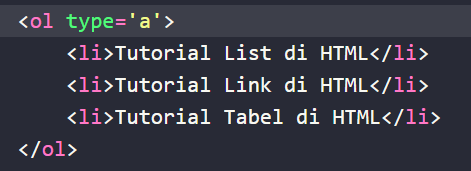 <ol type='a'>
    <li>Tutorial List di HTML</li>
    <li>Tutorial Link di HTML</li>
    <li>Tutorial Tabel di HTML</li>
</ol>